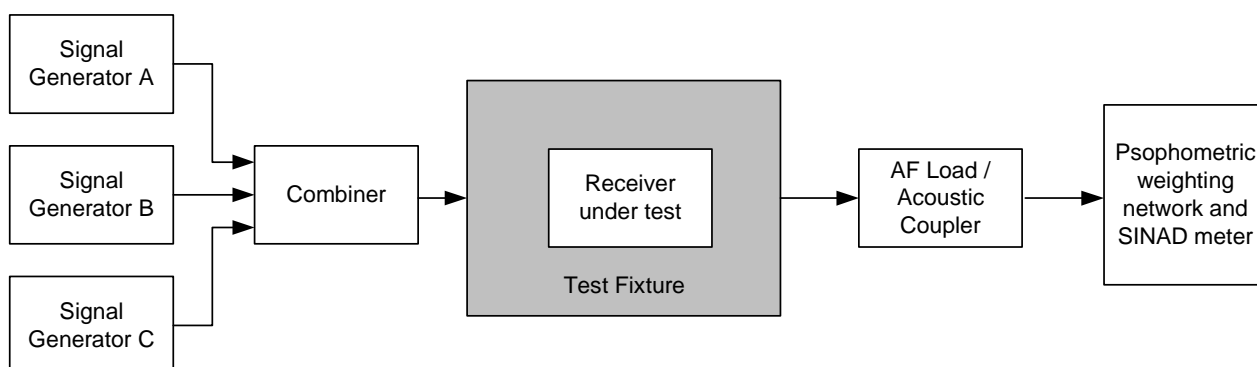 Signal
Generator A
Signal
Generator B
Signal
Generator C
Combiner
Receiver
under test
Test Fixture
AF Load /
Acoustic
Coupler
Psophometric
weighting
network and
SINAD meter